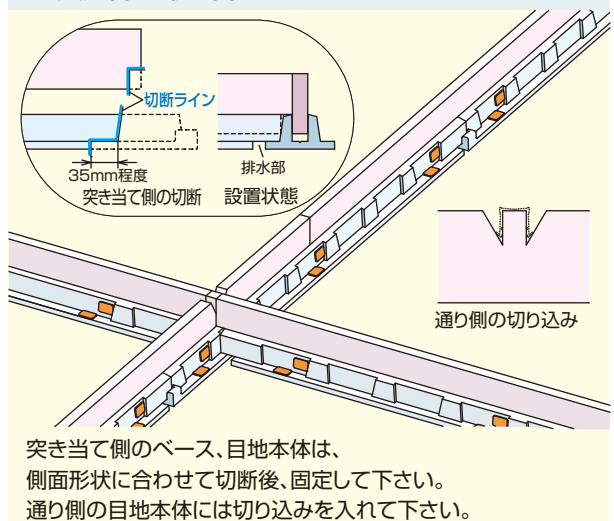 切断ライン
排水部
35mm程度
突き当て側の切断
設置状態
通り側の切り込み
突き当て側のベース、目地本体は、
側面形状に合わせて切断後、固定して下さい。
通り側の目地本体には切り込みを入れて下さい。